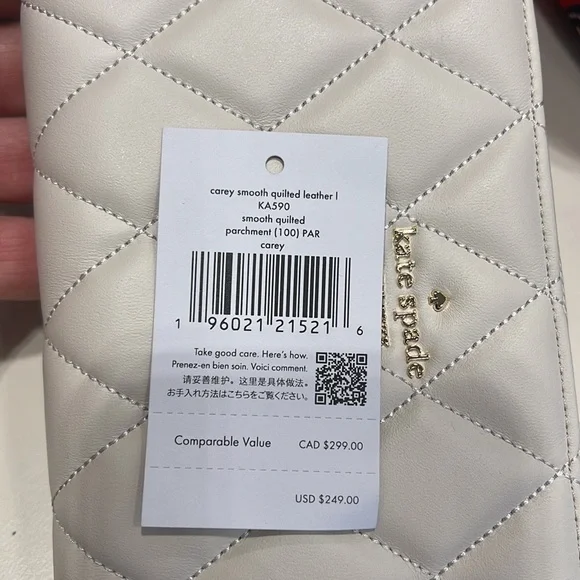 carey smooth quilted leather l
KA590
smooth quilted
parchment (100) PAR
carey
1 96021 21521 6
Take good care. Here's how.
Prenez-en bien soin. Voici comment.
请妥善维护。这里是具体做法。
お手入れ方法はこちらをご覧ください。
Comparable Value CAD $299.00
USD $249.00
kate spade